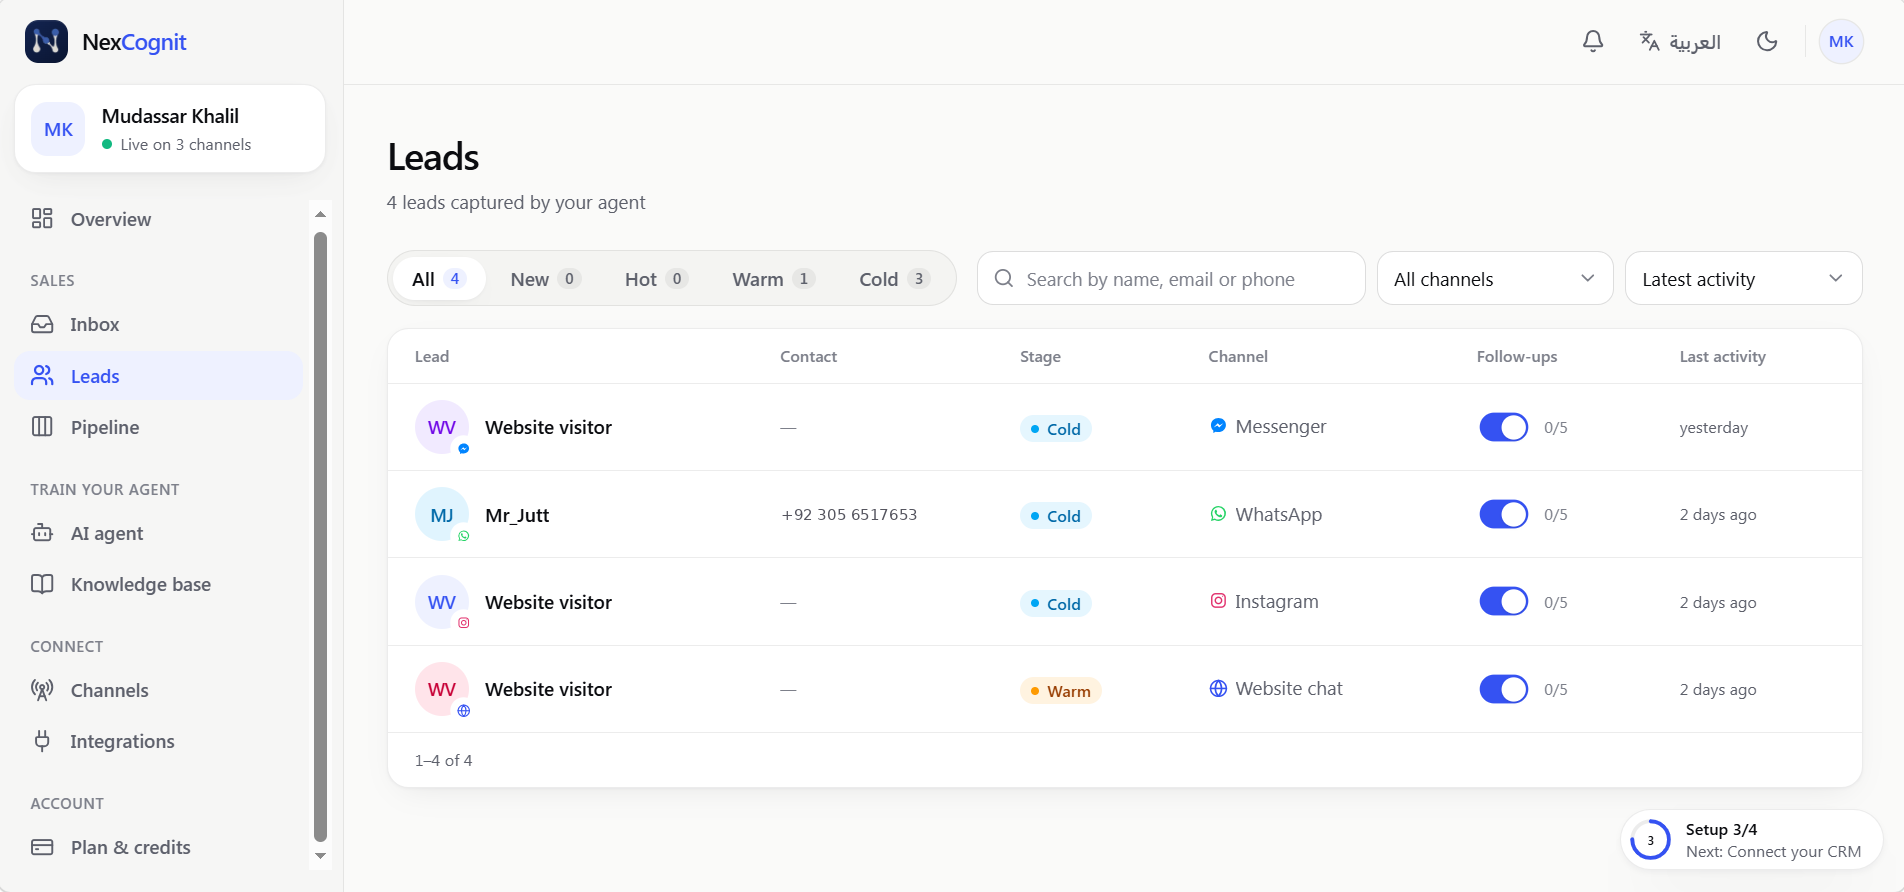 NexCognit
العربية
MK
MK
Mudassar Khalil
Live on 3 channels
Overview
SALES
Inbox
Leads
Pipeline
TRAIN YOUR AGENT
AI agent
Knowledge base
CONNECT
Channels
Integrations
ACCOUNT
Plan & credits
Leads
4 leads captured by your agent
All 4 New 0 Hot 0 Warm 1 Cold 3
Search by name, email or phone
All channels
Latest activity
Lead Contact Stage Channel Follow-ups Last activity
WV Website visitor — Cold Messenger 0/5 yesterday
MJ Mr_Jutt +92 305 6517653 Cold WhatsApp 0/5 2 days ago
WV Website visitor — Cold Instagram 0/5 2 days ago
WV Website visitor — Warm Website chat 0/5 2 days ago
1–4 of 4
3
Setup 3/4
Next: Connect your CRM